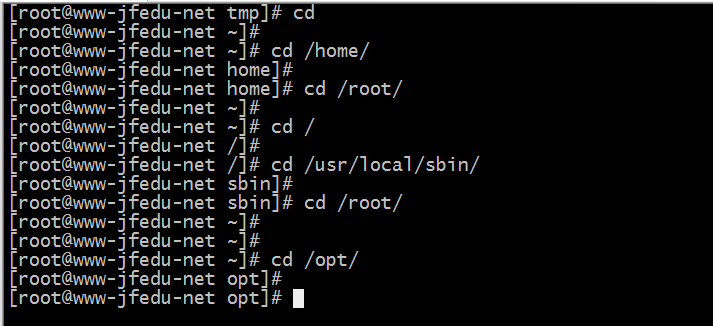 [root@www-jfedu-net tmp]# cd
[root@www-jfedu-net ~]#
[root@www-jfedu-net ~]# cd /home/
[root@www-jfedu-net home]#
[root@www-jfedu-net home]# cd /root/
[root@www-jfedu-net ~]#
[root@www-jfedu-net ~]# cd /
[root@www-jfedu-net /]#
[root@www-jfedu-net /]# cd /usr/local/sbin/
[root@www-jfedu-net sbin]#
[root@www-jfedu-net sbin]# cd /root/
[root@www-jfedu-net ~]#
[root@www-jfedu-net ~]#
[root@www-jfedu-net ~]# cd /opt/
[root@www-jfedu-net opt]#
[root@www-jfedu-net opt]#